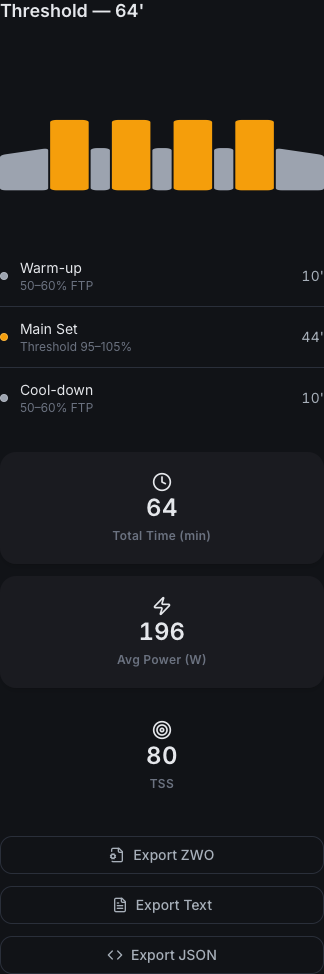 Threshold — 64'
Warm-up
50–60% FTP
10'
Main Set
Threshold 95–105%
44'
Cool-down
50–60% FTP
10'
64
Total Time (min)
196
Avg Power (W)
80
TSS
Export ZWO
Export Text
Export JSON